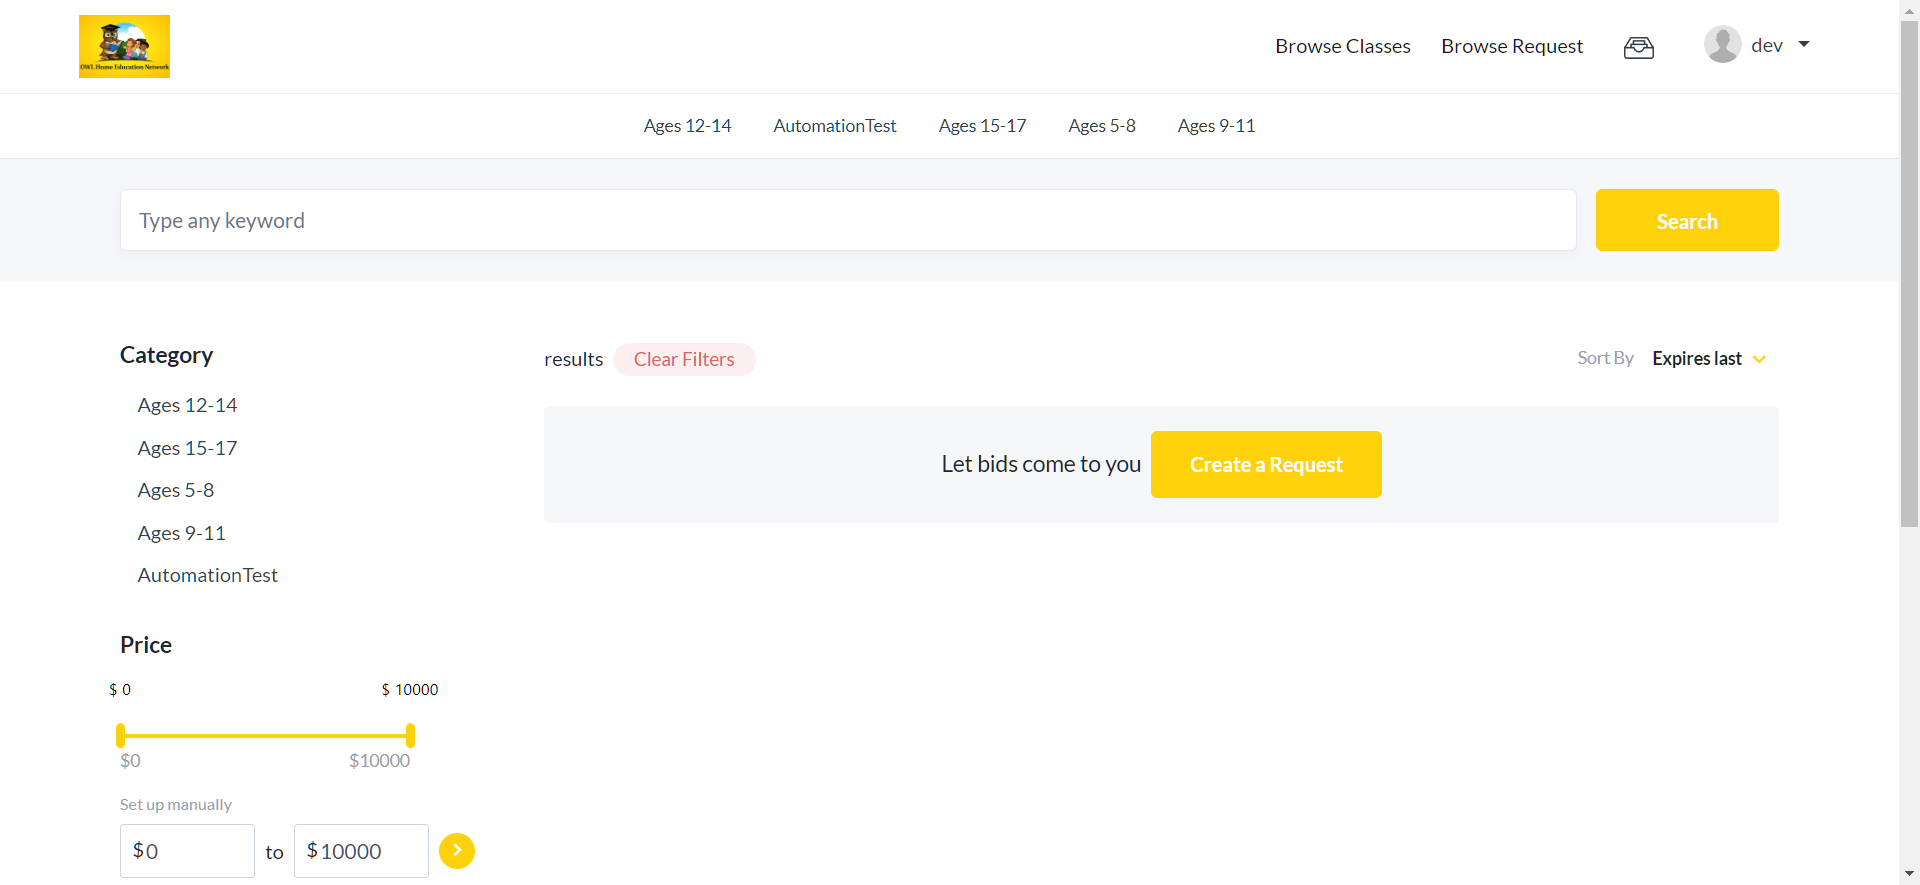 OWL Home Education Network
Browse Classes
Browse Request
dev
Ages 12-14
AutomationTest
Ages 15-17
Ages 5-8
Ages 9-11
Type any keyword
Search
Category
Ages 12-14
Ages 15-17
Ages 5-8
Ages 9-11
AutomationTest
Price
$ 0
$ 10000
$0
$10000
Set up manually
$0
to
$10000
results
Clear Filters
Sort By
Expires last
Let bids come to you
Create a Request